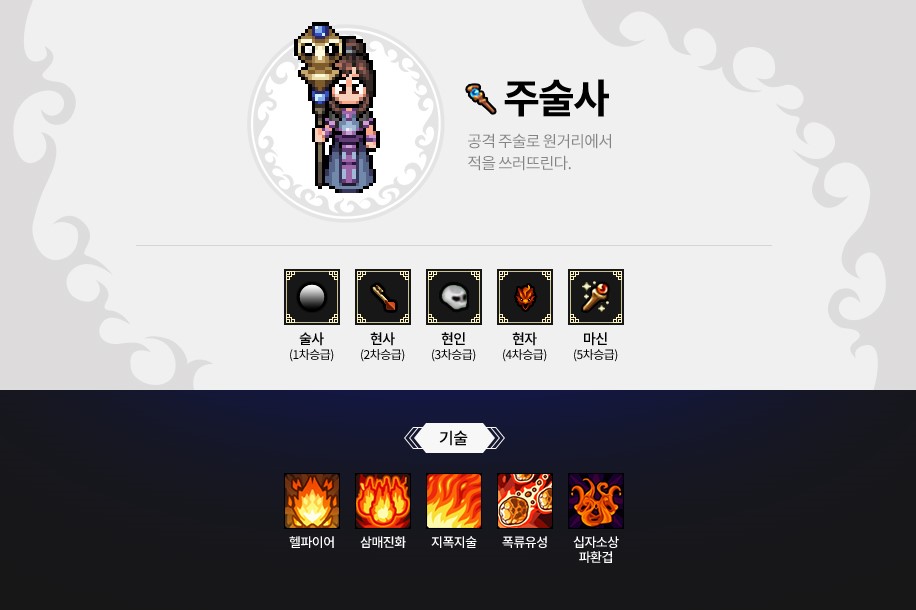 주술사
공격 주술로 원거리에서
적을 쓰러뜨린다.
술사
(1차승급)
현사
(2차승급)
현인
(3차승급)
현자
(4차승급)
마신
(5차승급)
기술
헬파이어
삼매진화
지폭지술
폭류유성
십자소상
파환겁